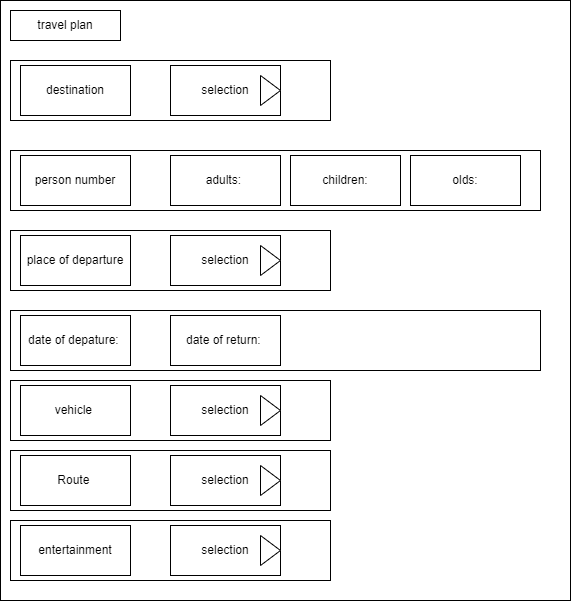 travel plan
destination
selection
person number
adults:
children:
olds:
place of departure
selection
date of depature:
date of return:
vehicle
selection
Route
selection
entertainment
selection